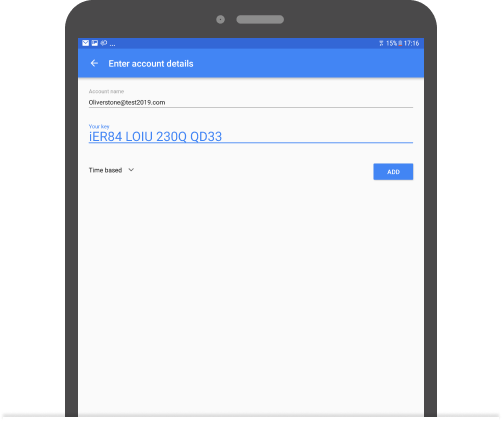 ... 15% 17:16
Enter account details
Account name
Oliverstone@test2019.com
Your key
iER84 LOIU 230Q QD33
Time based
ADD